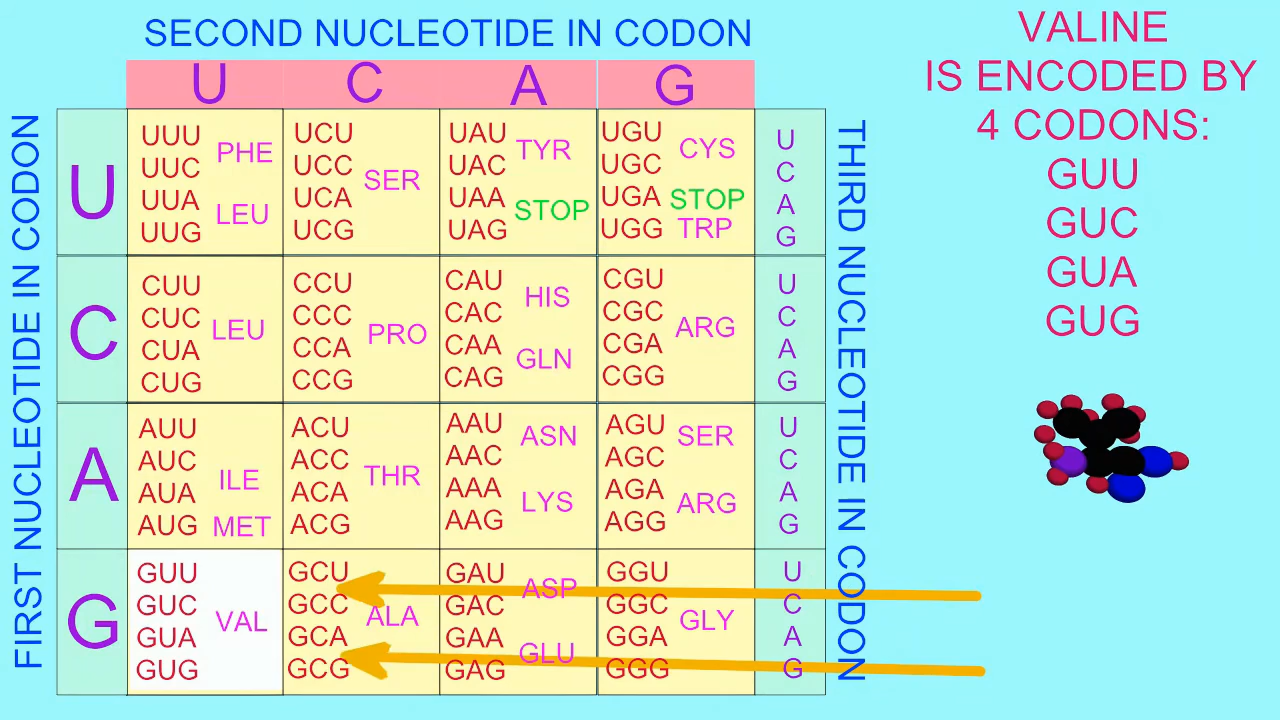 SECOND NUCLEOTIDE IN CODON
U C A G
FIRST NUCLEOTIDE IN CODON
U
UUU
UUC
UUA
UUG
PHE
LEU
UCU
UCC
UCA
UCG
SER
UAU
UAC
UAA
UAG
TYR
STOP
UGU
UGC
UGA
UGG
CYS
STOP
TRP
U
C
A
G
C
CUU
CUC
CUA
CUG
LEU
CCU
CCC
CCA
CCG
PRO
CAU
CAC
CAA
CAG
HIS
GLN
CGU
CGC
CGA
CGG
ARG
U
C
A
G
A
AUU
AUC
AUA
AUG
ILE
MET
ACU
ACC
ACA
ACG
THR
AAU
AAC
AAA
AAG
ASN
LYS
AGU
AGC
AGA
AGG
SER
ARG
U
C
A
G
G
GUU
GUC
GUA
GUG
VAL
GCU
GCC
GCA
GCG
ALA
GAU
GAC
GAA
GAG
ASP
GLU
GGU
GGC
GGA
GGG
GLY
U
C
A
G
THIRD NUCLEOTIDE IN CODON
VALINE
IS ENCODED BY
4 CODONS:
GUU
GUC
GUA
GUG